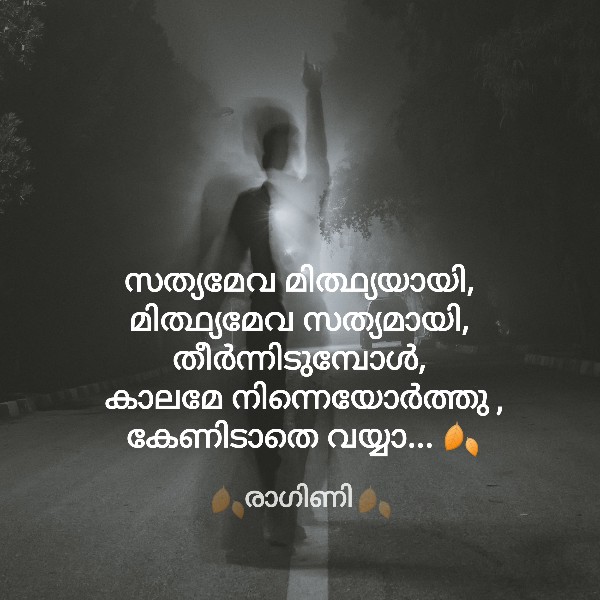 സത്യമേവ മിത്ഥ്യയായി,
മിത്ഥ്യമേവ സത്യമായി,
തീർന്നിടുമ്പോൾ,
കാലമേ നിന്നെയോർത്തു ,
കേണിടാതെ വയ്യാ... 🍂
🍂രാഗിണി🍂